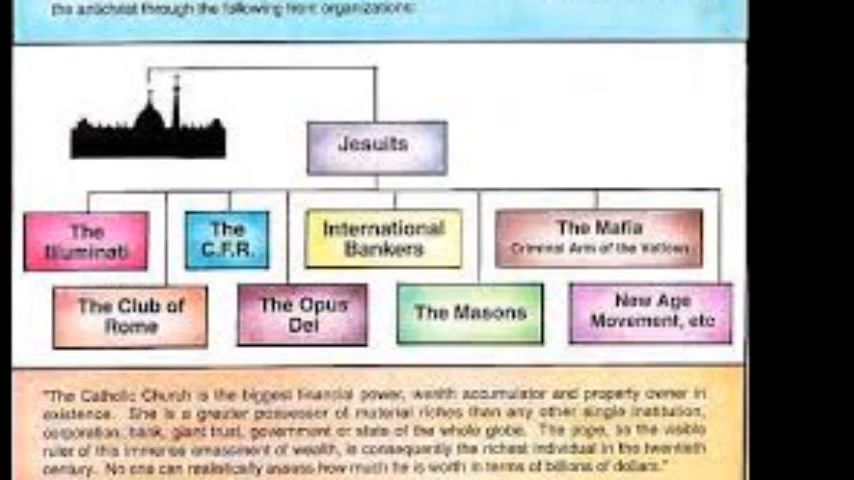 the antichrist through the following front organizations:
Jesuits
The
Illuminati
The
C.F.R.
International
Bankers
The Mafia
Criminal Arm of the Vatican
The Club of
Rome
The Opus
Dei
The Masons
New Age
Movement, etc
"The Catholic Church is the biggest financial power, wealth accumulator and property owner in
existence. She is a greater possessor of material riches than any other single institution,
corporation, bank, giant trust, government or state of the whole globe. The pope, as the visible
ruler of this immense amassment of wealth, is consequently the richest individual in the twentieth
century. No one can realistically assess how much he is worth in terms of billions of dollars."